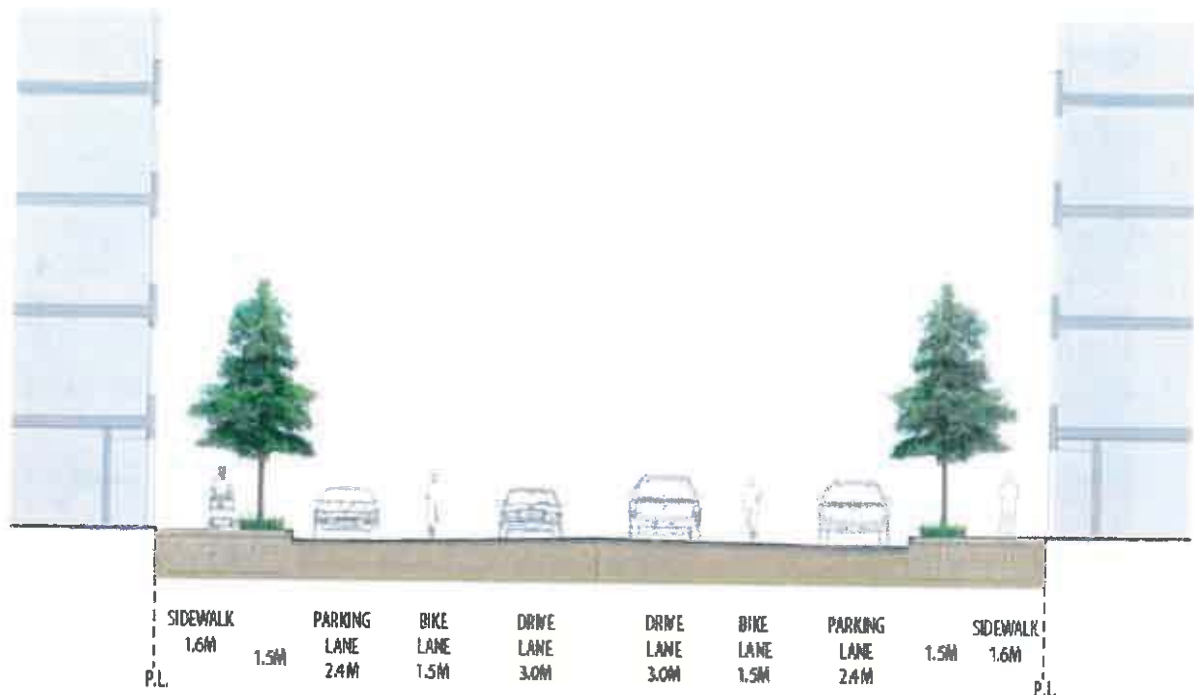 SIDEWALK
1.6M
1.5M
PARKING
LANE
2.4M
BIKE
LANE
1.5M
DRIVE
LANE
3.0M
DRIVE
LANE
3.0M
BIKE
LANE
1.5M
PARKING
LANE
2.4M
1.5M
SIDEWALK
1.6M
P.L.
P.L.